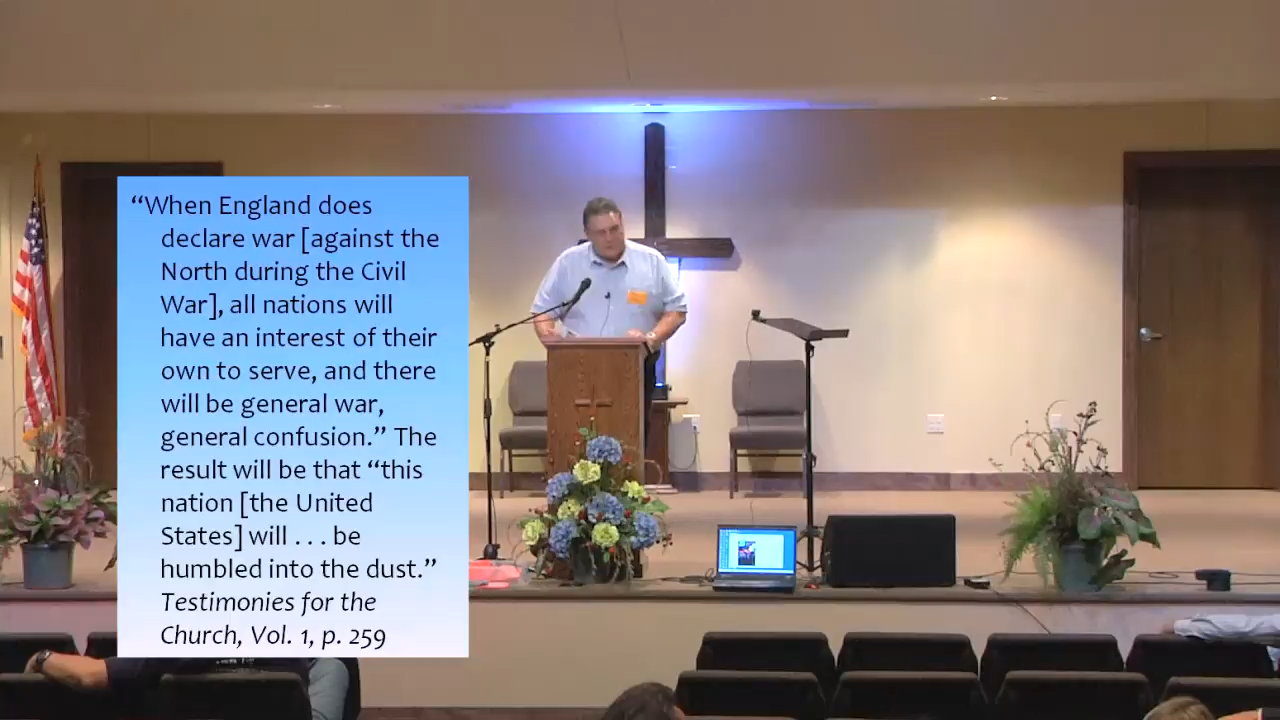 “When England does
declare war [against the
North during the Civil
War], all nations will
have an interest of their
own to serve, and there
will be general war,
general confusion.” The
result will be that “this
nation [the United
States] will . . . be
humbled into the dust.”
Testimonies for the
Church, Vol. 1, p. 259